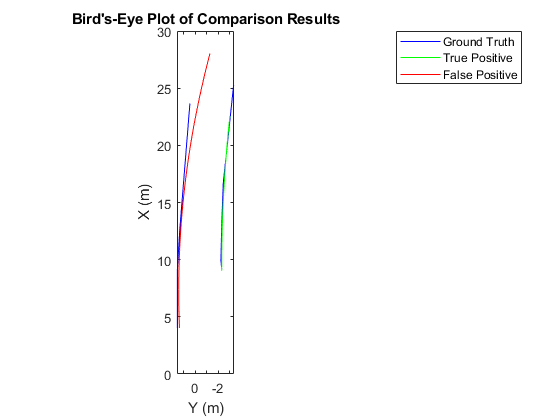 Bird's-Eye Plot of Comparison Results
Ground Truth
True Positive
False Positive
30
25
20
15
10
5
0
X (m)
0 -2
Y (m)